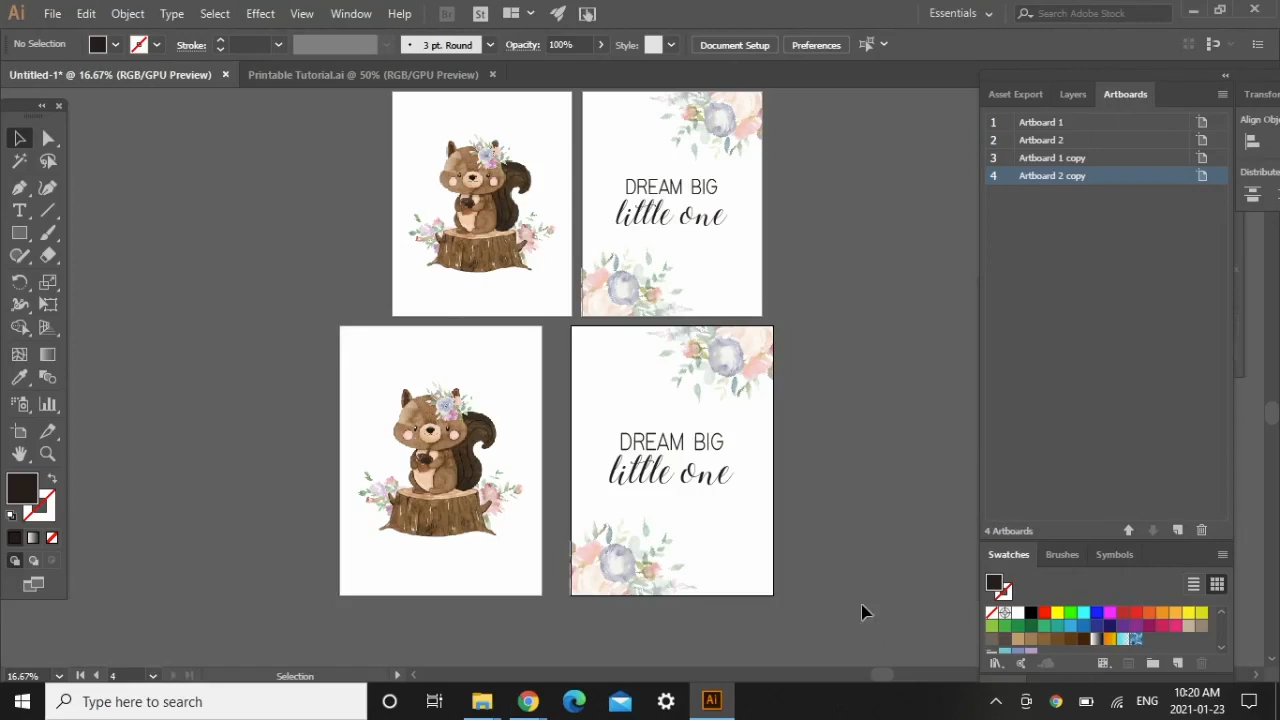 Ai File Edit Object Type Select Effect View Window Help Br St Essentials Search Adobe Stock
No Selection Stroke: 3 pt. Round Opacity: 100% Style: Document Setup Preferences
Untitled-1* @ 16.67% (RGB/GPU Preview) Printable Tutorial.ai @ 50% (RGB/GPU Preview)
Asset Export Layers Artboards Transfor
1 Artboard 1
2 Artboard 2
3 Artboard 1 copy
4 Artboard 2 copy
Align Obje
Distribute
DREAM BIG
little one
DREAM BIG
little one
4 Artboards
Swatches Brushes Symbols
16.67% 4 Selection
Type here to search
Ai
ENG
10:20 AM
2021-01-23